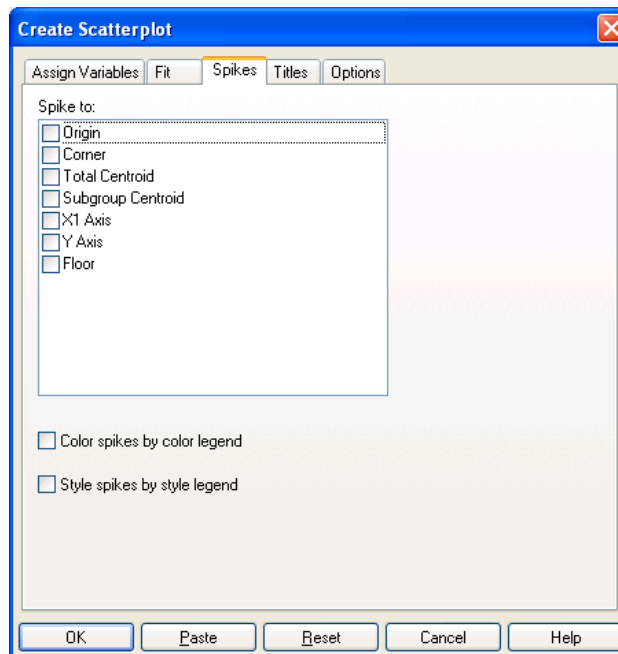 Create Scatterplot
Assign Variables Fit Spikes Titles Options
Spike to:
Origin
Corner
Total Centroid
Subgroup Centroid
X1 Axis
Y Axis
Floor
Color spikes by color legend
Style spikes by style legend
OK Paste Reset Cancel Help